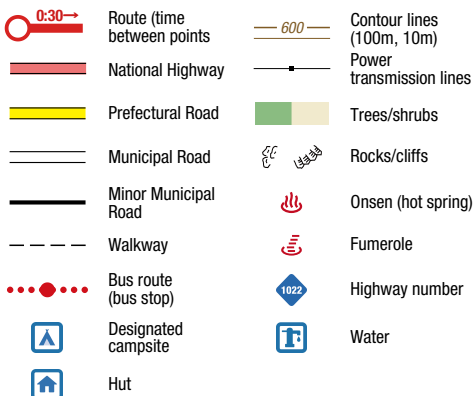 0:30→
Route (time
between points
National Highway
Prefectural Road
Municipal Road
Minor Municipal
Road
Walkway
Bus route
(bus stop)
Designated
campsite
Hut
600
Contour lines
(100m, 10m)
Power
transmission lines
Trees/shrubs
Rocks/cliffs
Onsen (hot spring)
Fumerole
1022
Highway number
Water